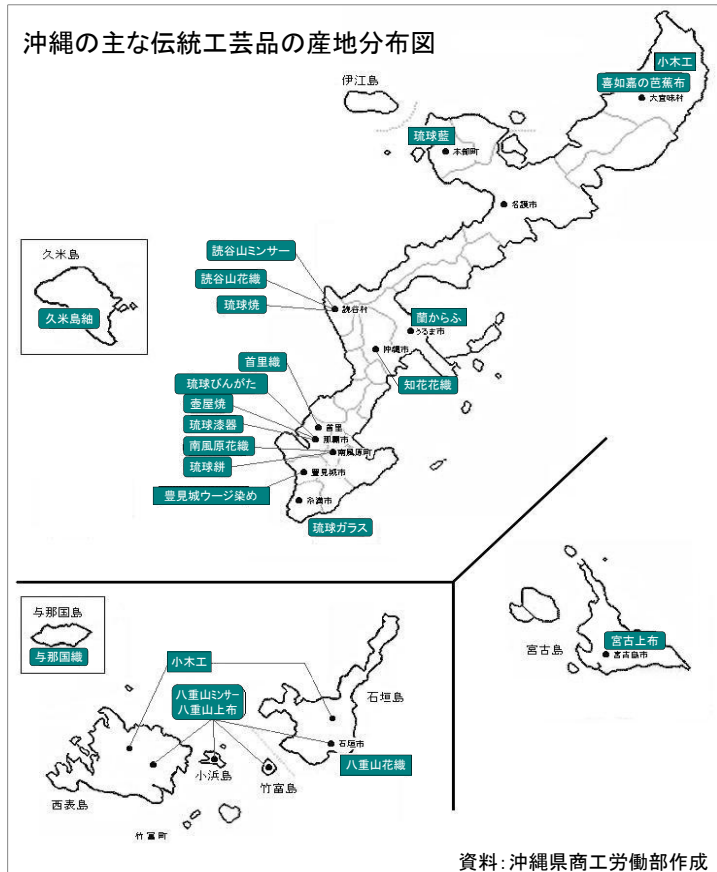 沖縄の主な伝統工芸品の産地分布図
伊江島
小木工
喜如嘉の芭蕉布
大宜味村
琉球藍
本部町
名護市
久米島
久米島紬
読谷山ミンサー
読谷山花織
琉球焼
読谷村
蘭からふ
うるま市
沖縄市
知花花織
首里織
琉球びんがた
壺屋焼
琉球漆器
南風原花織
琉球絣
豊見城ウージ染め
首里
那覇市
南風原町
豊見城市
糸満市
琉球ガラス
与那国島
与那国織
小木工
八重山ミンサー
八重山上布
石垣島
石垣市
八重山花織
小浜島
竹富島
西表島
竹富町
宮古島
宮古上布
宮古島市
資料:沖縄県商工労働部作成